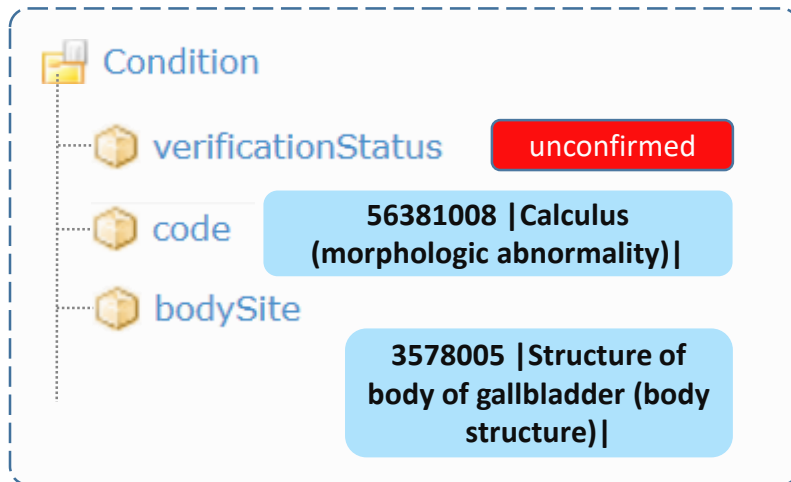 Condition
verificationStatus unconfirmed
code
56381008 |Calculus
(morphologic abnormality)|
bodySite
3578005 |Structure of
body of gallbladder (body
structure)|